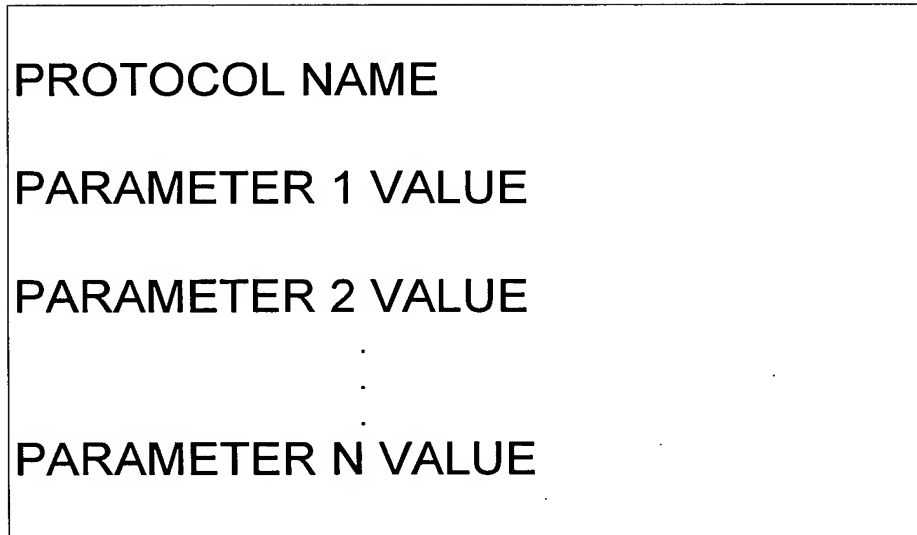 PROTOCOL NAME
PARAMETER 1 VALUE
PARAMETER 2 VALUE
.
.
.
PARAMETER N VALUE